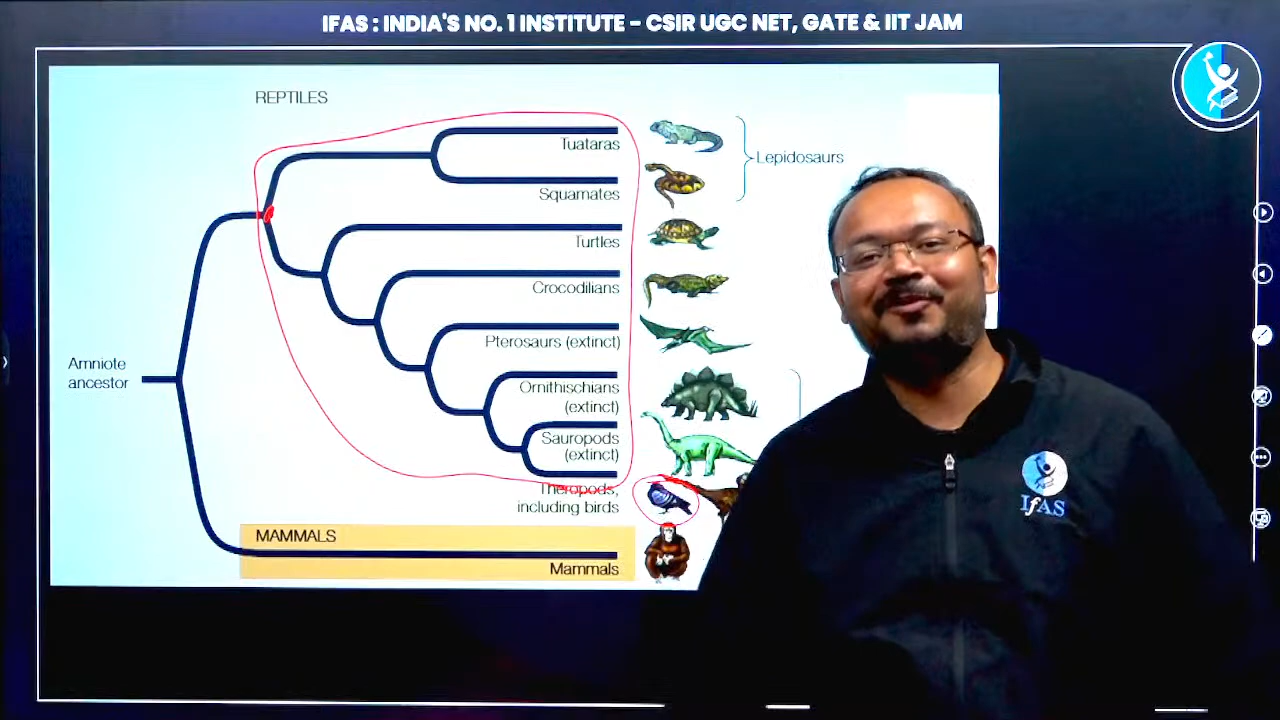 IFAS : INDIA'S NO. 1 INSTITUTE - CSIR UGC NET, GATE & IIT JAM
REPTILES
Tuataras
Squamates
Lepidosaurs
Turtles
Crocodilians
Pterosaurs (extinct)
Amniote
ancestor
Ornithischians
(extinct)
Sauropods
(extinct)
Theropods,
including birds
MAMMALS
Mammals
IfAS